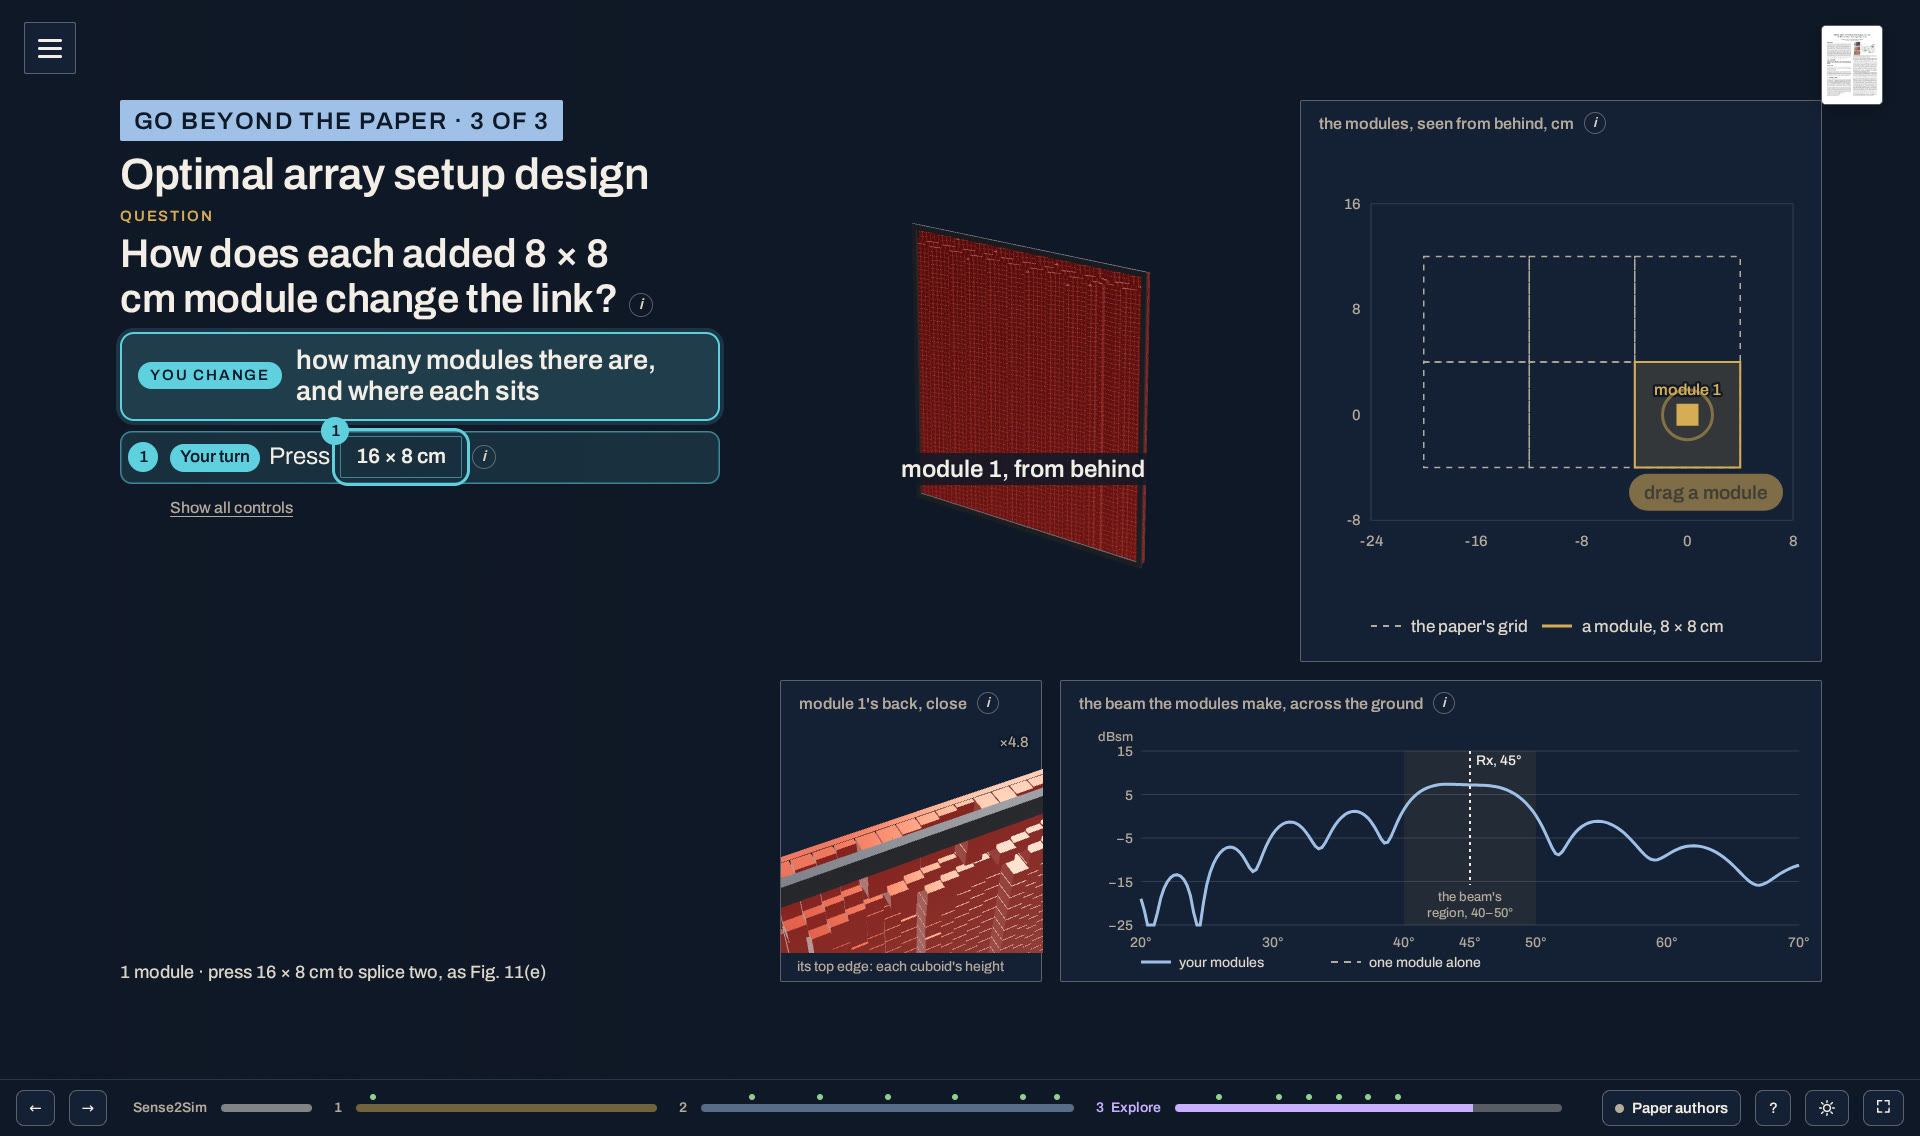 GO BEYOND THE PAPER · 3 OF 3
Optimal array setup design
QUESTION
How does each added 8 × 8
cm module change the link? i
YOU CHANGE
how many modules there are,
and where each sits
1
1 Your turn Press 16 × 8 cm i
Show all controls
1 module · press 16 × 8 cm to splice two, as Fig. 11(e)
module 1, from behind
the modules, seen from behind, cm i
16
8
0
-8
-24 -16 -8 0 8
module 1
drag a module
the paper's grid a module, 8 × 8 cm
module 1's back, close i
×4.8
its top edge: each cuboid's height
the beam the modules make, across the ground i
dBsm
15
5
−5
−15
−25
Rx, 45°
the beam's
region, 40–50°
20° 30° 40° 45° 50° 60° 70°
your modules one module alone
← → Sense2Sim 1 2 3 Explore Paper authors ?